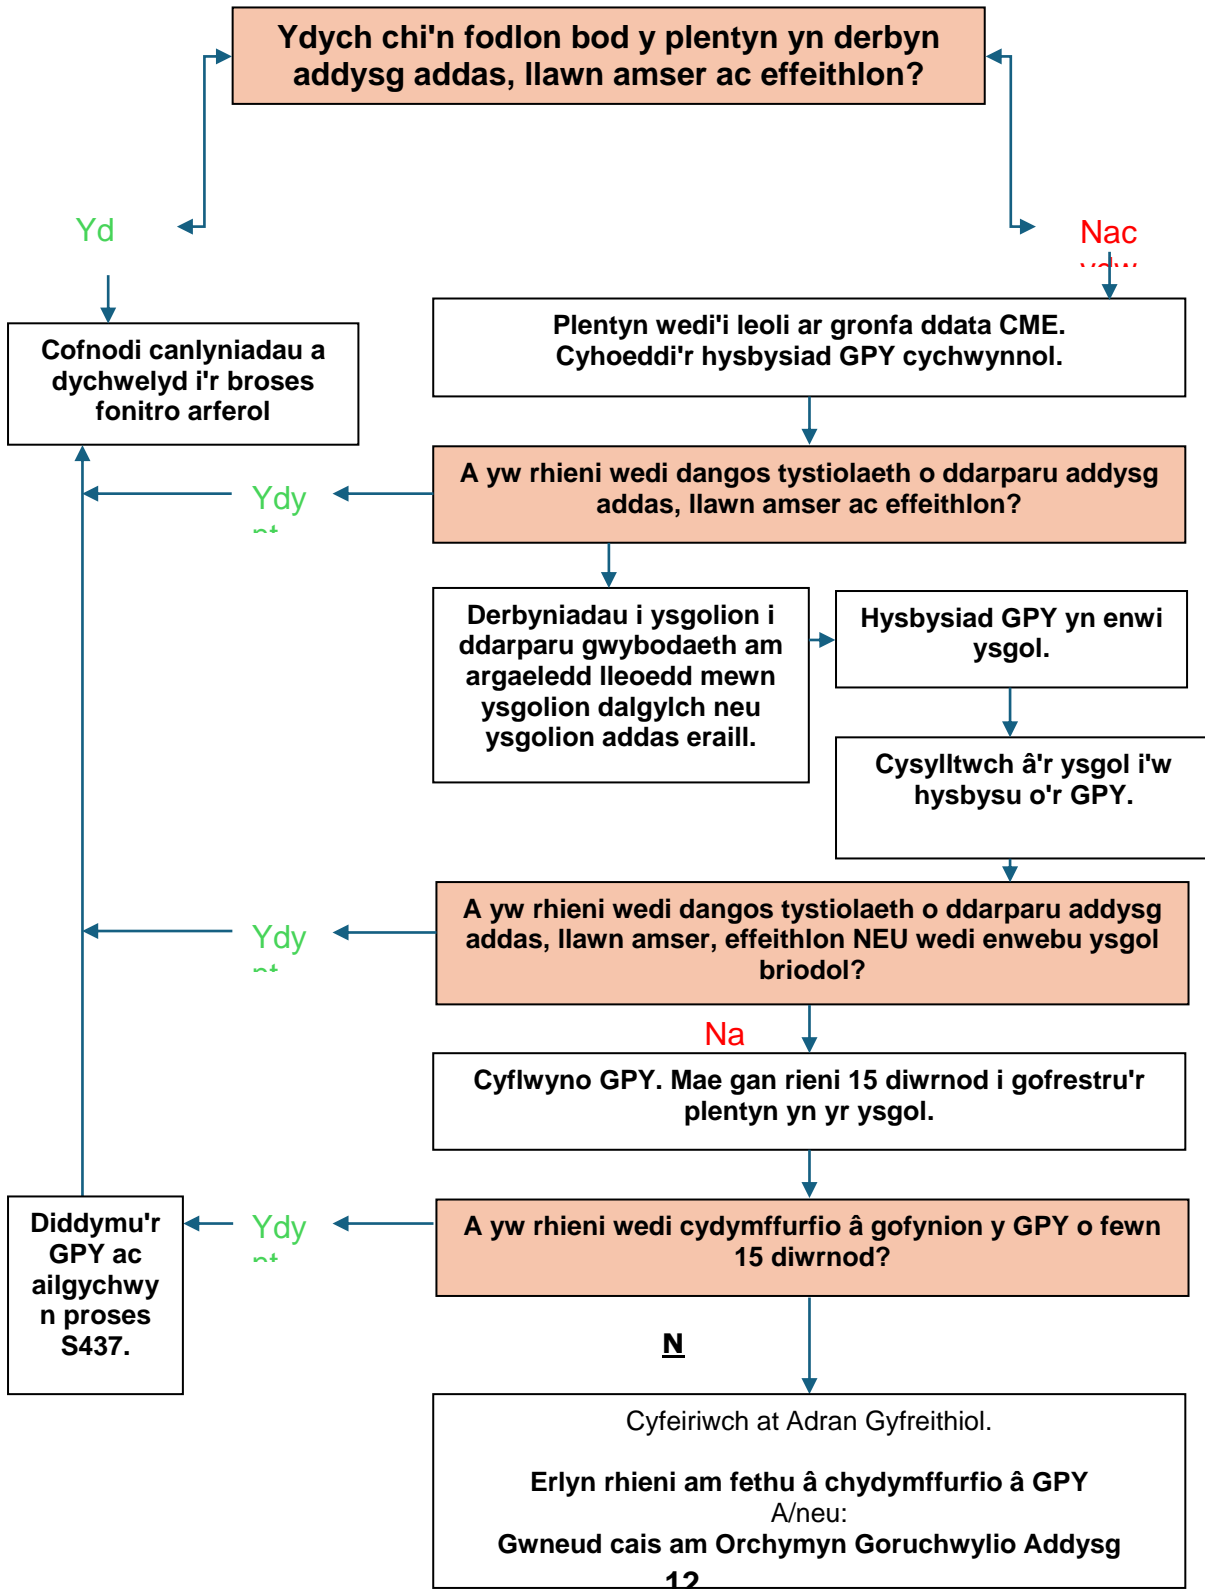 Ydych chi'n fodlon bod y plentyn yn derbyn
addysg addas, llawn amser ac effeithlon?
Yd
Nac
Plentyn wedi'i leoli ar gronfa ddata CME.
Cyhoeddi'r hysbysiad GPY cychwynnol.
Cofnodi canlyniadau a
dychwelyd i'r broses
fonitro arferol
A yw rhieni wedi dangos tystiolaeth o ddarparu addysg
addas, llawn amser ac effeithlon?
Ydy
Derbyniadau i ysgolion i
ddarparu gwybodaeth am
argaeledd lleoedd mewn
ysgolion dalgylch neu
ysgolion addas eraill.
Hysbysiad GPY yn enwi
ysgol.
Cysylltwch â'r ysgol i'w
hysbysu o'r GPY.
A yw rhieni wedi dangos tystiolaeth o ddarparu addysg
addas, llawn amser, effeithlon NEU wedi enwebu ysgol
briodol?
Ydy
Na
Cyflwyno GPY. Mae gan rieni 15 diwrnod i gofrestru'r
plentyn yn yr ysgol.
A yw rhieni wedi cydymffurfio â gofynion y GPY o fewn
15 diwrnod?
Ydy
Diddymu'r
GPY ac
ailgychwy
n proses
S437.
N
Cyfeiriwch at Adran Gyfreithiol.
Erlyn rhieni am fethu â chydymffurfio â GPY
A/neu:
Gwneud cais am Orchymyn Goruchwylio Addysg
12